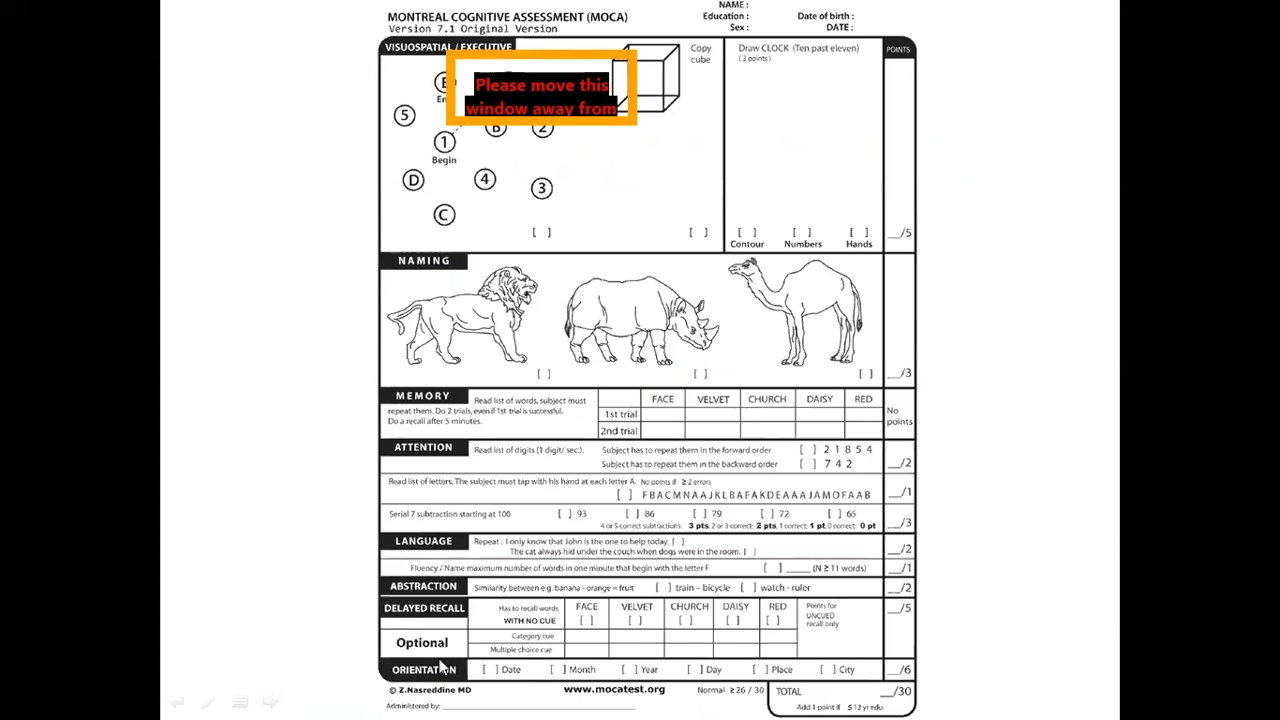 MONTREAL COGNITIVE ASSESSMENT (MOCA)
Version 7.1 Original Version
NAME :
Education :
Sex :
Date of birth :
DATE :
VISUOSPATIAL / EXECUTIVE
Please move this
window away from
5
B
2
1
Begin
D
4
3
C
[ ]
Copy
cube
[ ]
Draw CLOCK (Ten past eleven)
( 3 points )
[ ] [ ] [ ]
Contour Numbers Hands
POINTS
__/5
NAMING
[ ] [ ] [ ]
__/3
MEMORY
Read list of words, subject must
repeat them. Do 2 trials, even if 1st trial is successful.
Do a recall after 5 minutes.
FACE VELVET CHURCH DAISY RED
1st trial
2nd trial
No
points
ATTENTION
Read list of digits (1 digit/ sec.).
Subject has to repeat them in the forward order [ ] 2 1 8 5 4
Subject has to repeat them in the backward order [ ] 7 4 2
__/2
Read list of letters. The subject must tap with his hand at each letter A. No points if ≥ 2 errors
[ ] F B A C M N A A J K L B A F A K D E A A A J A M O F A A B
__/1
Serial 7 subtraction starting at 100 [ ] 93 [ ] 86 [ ] 79 [ ] 72 [ ] 65
4 or 5 correct subtractions: 3 pts, 2 or 3 correct: 2 pts, 1 correct: 1 pt, 0 correct: 0 pt
__/3
LANGUAGE
Repeat : I only know that John is the one to help today. [ ]
The cat always hid under the couch when dogs were in the room. [ ]
__/2
Fluency / Name maximum number of words in one minute that begin with the letter F [ ] _____ (N ≥ 11 words)
__/1
ABSTRACTION
Similarity between e.g. banana - orange = fruit [ ] train – bicycle [ ] watch - ruler
__/2
DELAYED RECALL
Has to recall words
WITH NO CUE
FACE VELVET CHURCH DAISY RED
[ ] [ ] [ ] [ ] [ ]
Points for
UNCUED
recall only
__/5
Optional
Category cue
Multiple choice cue
ORIENTATION
[ ] Date [ ] Month [ ] Year [ ] Day [ ] Place [ ] City
__/6
© Z.Nasreddine MD
www.mocatest.org
Normal ≥ 26 / 30
TOTAL __/30
Add 1 point if ≤ 12 yr edu
Administered by: